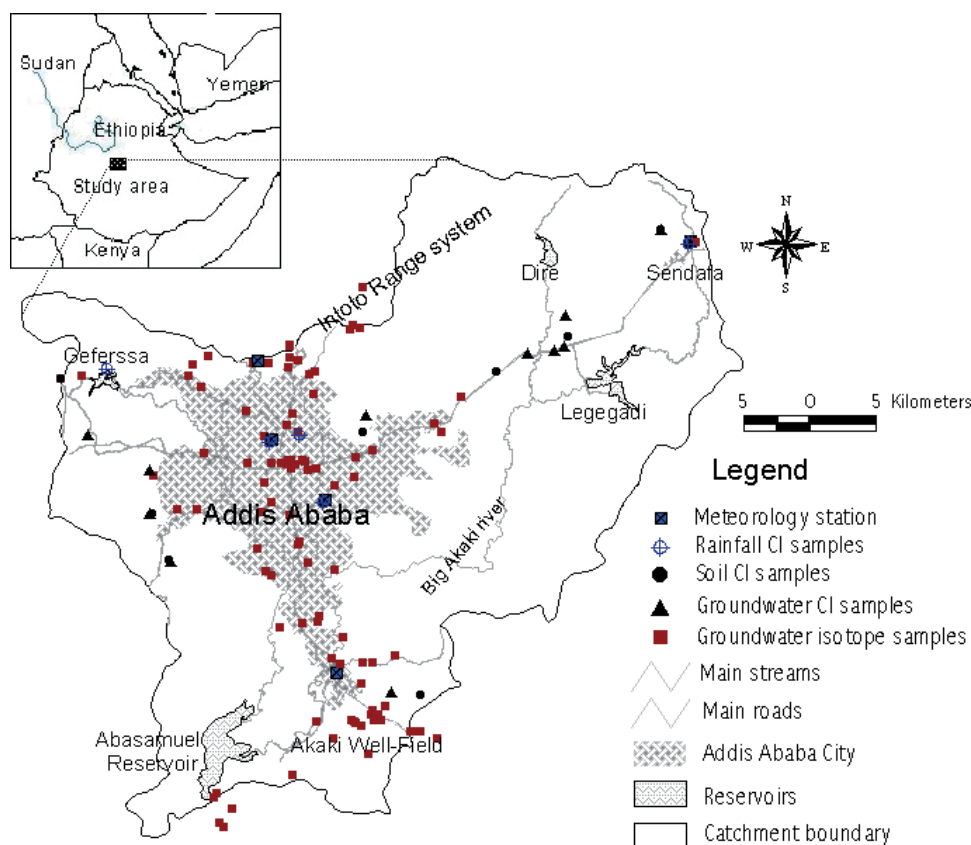 Sudan
Yemen
Ethiopia
Study area
Kenya
Intoto Range system
Dire
Sendafa
N
W
E
S
Geferssa
Legegadi
5 0 5 Kilometers
Addis Ababa
Big Akaki river
Abasamuel
Reservoir
Akaki Well-Field
Legend
Meteorology station
Rainfall Cl samples
Soil Cl samples
Groundwater Cl samples
Groundwater isotope samples
Main streams
Main roads
Addis Ababa City
Reservoirs
Catchment boundary